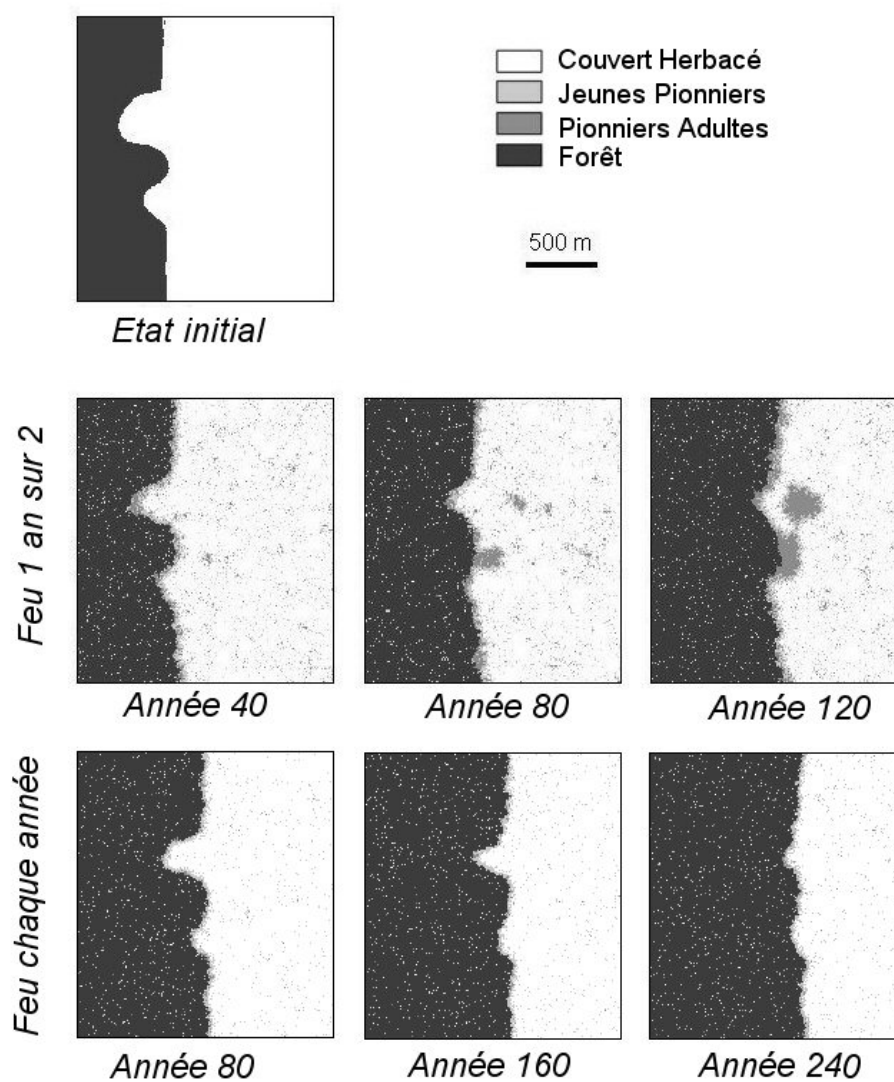 Couvert Herbacé
Jeunes Pionniers
Pionniers Adultes
Forêt
500 m
Etat initial
Feu 1 an sur 2
Année 40
Année 80
Année 120
Feu chaque année
Année 80
Année 160
Année 240